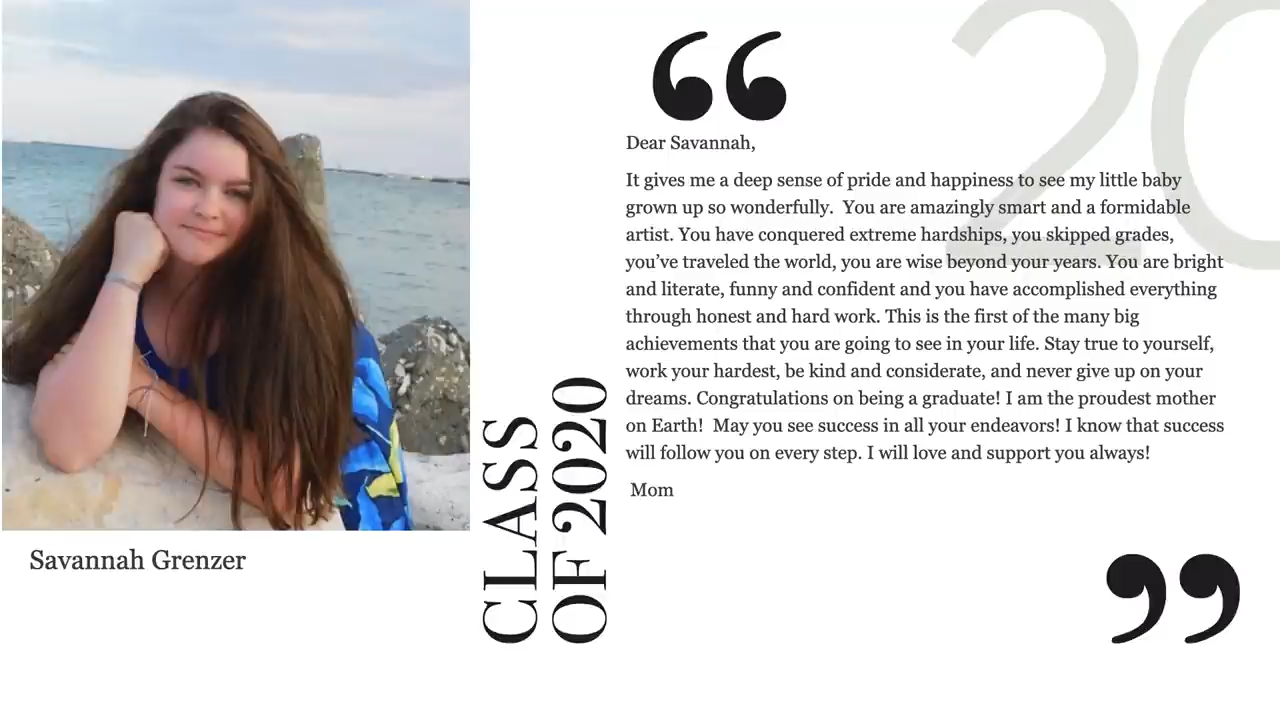 20
Dear Savannah,
It gives me a deep sense of pride and happiness to see my little baby
grown up so wonderfully.  You are amazingly smart and a formidable
artist. You have conquered extreme hardships, you skipped grades,
you’ve traveled the world, you are wise beyond your years. You are bright
and literate, funny and confident and you have accomplished everything
through honest and hard work. This is the first of the many big
achievements that you are going to see in your life. Stay true to yourself,
work your hardest, be kind and considerate, and never give up on your
dreams. Congratulations on being a graduate! I am the proudest mother
on Earth!  May you see success in all your endeavors! I know that success
will follow you on every step. I will love and support you always!
Mom
CLASS
OF 2020
Savannah Grenzer